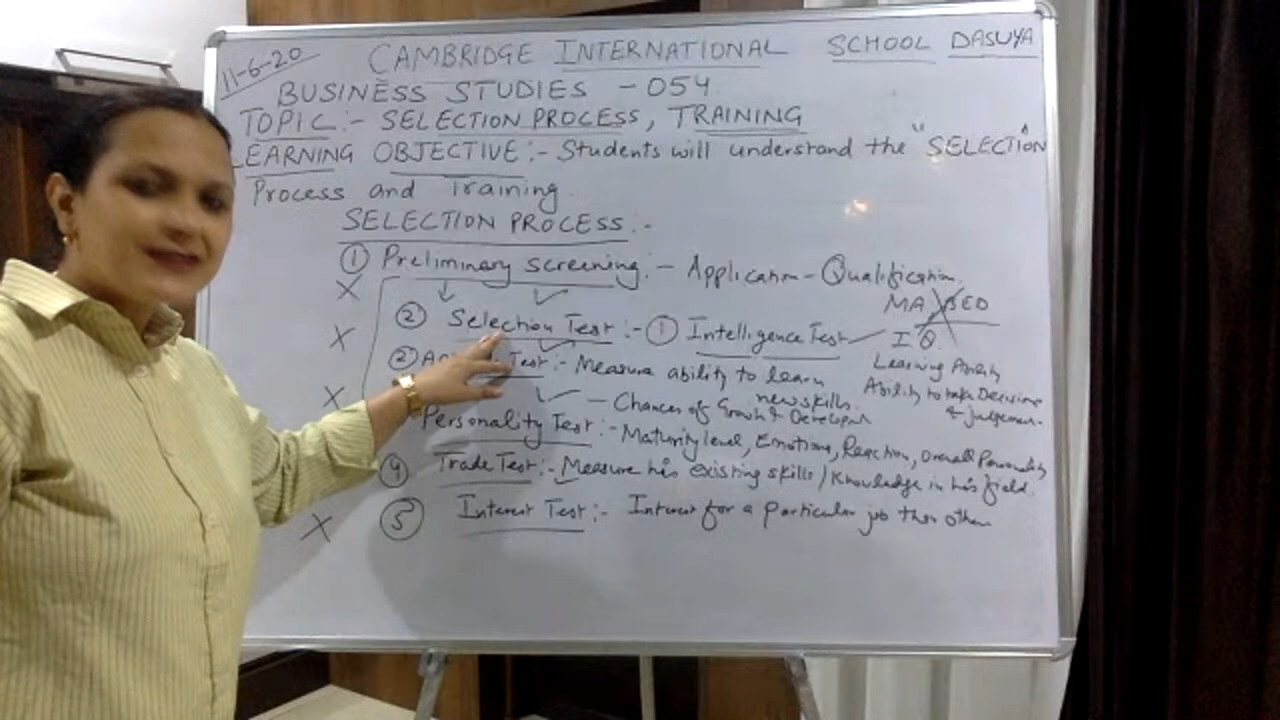 11-6-20
CAMBRIDGE INTERNATIONAL SCHOOL DASUYA
BUSINESS STUDIES - 054
TOPIC:- SELECTION PROCESS, TRAINING
LEARNING OBJECTIVE:- Students will understand the "SELECTION"
Process and Training.
SELECTION PROCESS:-
① Preliminary Screening:- Application - Qualification.
MA, BED
② Selection Test:- ① Intelligence Test
I Q.
Learning Ability
Ability to take Decision
& judgement
② Test:- Measure ability to learn
new skills.
- Chances of Growth &
Personality Test:- Maturity level, Emotions, Reaction, Overall Personality
④ Trade Test:- Measure his existing skills/Knowledge in his field.
⑤ Interest Test:- Interest for a particular job than other